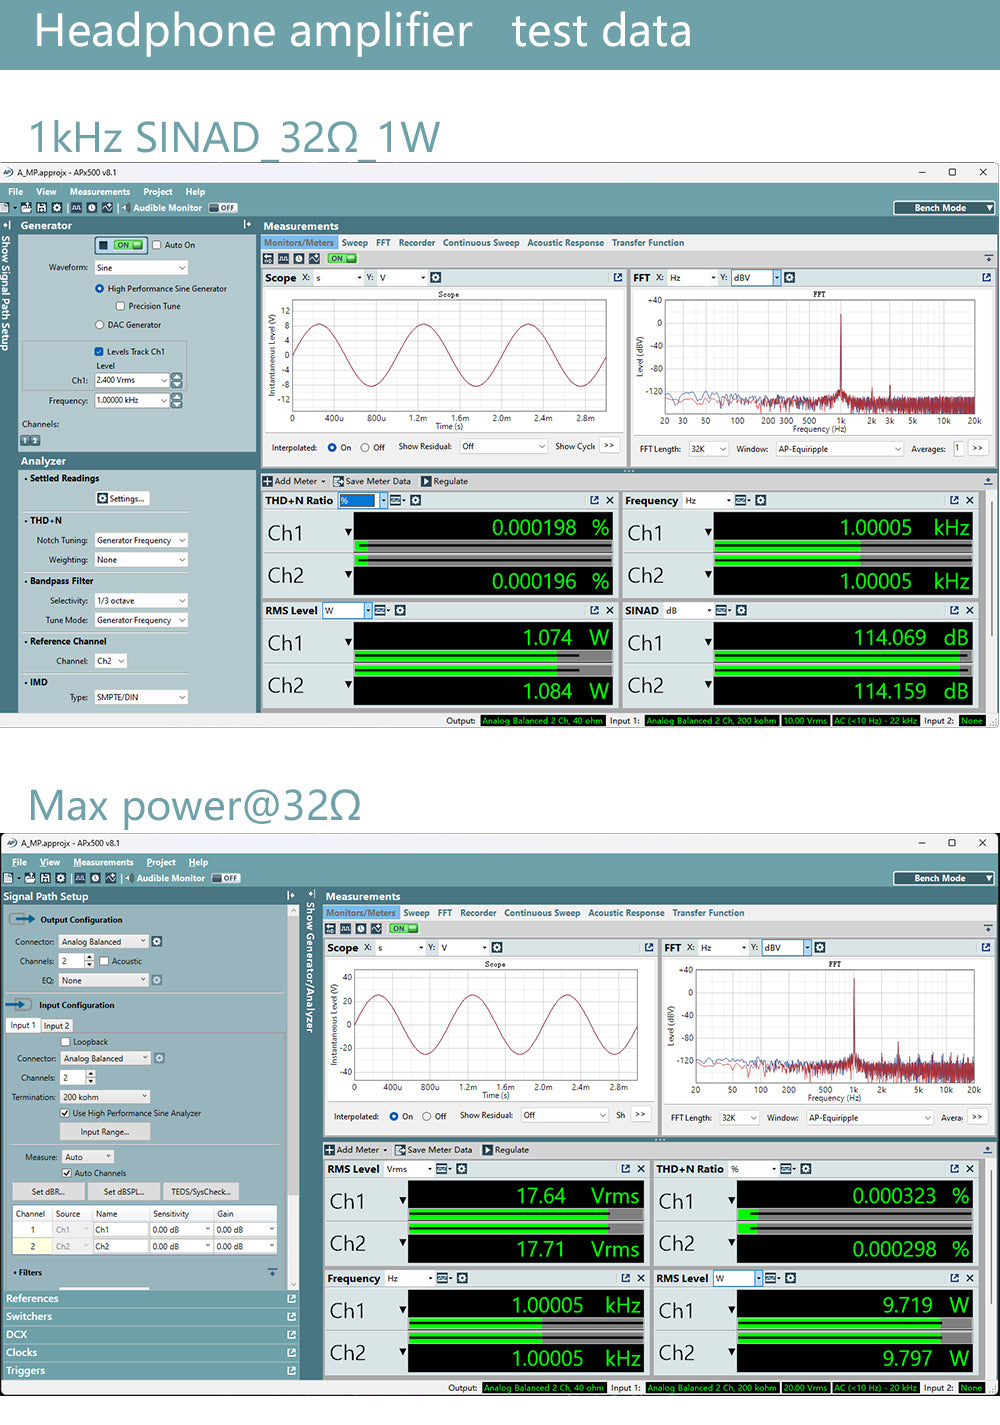 Headphone amplifier test data
1kHz SINAD_32Ω_1W
A_MP.approjx - APx500 v8.1
File View Measurements Project Help
Audible Monitor OFF
Bench Mode
Show Signal Path Setup
Generator
ON Auto On
Waveform: Sine
High Performance Sine Generator
Precision Tune
DAC Generator
Levels Track Ch1
Level
Ch1: 2.400 Vrms
Frequency: 1.00000 kHz
Channels:
1 2
Analyzer
Settled Readings
Settings...
THD+N
Notch Tuning: Generator Frequency
Weighting: None
Bandpass Filter
Selectivity: 1/3 octave
Tune Mode: Generator Frequency
Reference Channel
Channel: Ch2
IMD
Type: SMPTE/DIN
Measurements
Monitors/Meters Sweep FFT Recorder Continuous Sweep Acoustic Response Transfer Function
ON
Scope X: s Y: V
Scope
Instantaneous Level (V)
12
8
4
0
-4
-8
-12
0 400u 800u 1.2m 1.6m 2.0m 2.4m 2.8m
Time (s)
Interpolated: On Off Show Residual: Off Show Cycle >>
FFT X: Hz Y: dBV
FFT
Level (dBV)
+40
0
-40
-80
-120
20 30 50 100 200 500 1k 2k 3k 5k 10k 20k
Frequency (Hz)
FFT Length: 32K Window: AP-Equiripple Averages: 1 >>
Add Meter Save Meter Data Regulate
THD+N Ratio %
Ch1 0.000198 %
Ch2 0.000196 %
Frequency Hz
Ch1 1.00005 kHz
Ch2 1.00005 kHz
RMS Level W
Ch1 1.074 W
Ch2 1.084 W
SINAD dB
Ch1 114.069 dB
Ch2 114.159 dB
Output: Analog Balanced 2 Ch, 40 ohm Input 1: Analog Balanced 2 Ch, 200 kohm 10.00 Vrms AC (<10 Hz) - 22 kHz Input 2: None
Max power@32Ω
A_MP.approjx - APx500 v8.1
File View Measurements Project Help
Audible Monitor OFF
Bench Mode
Signal Path Setup
Output Configuration
Connector: Analog Balanced
Channels: 2 Acoustic
EQ: None
Input Configuration
Input 1 Input 2
Loopback
Connector: Analog Balanced
Channels: 2
Termination: 200 kohm
Use High Performance Sine Analyzer
Input Range...
Measure: Auto
Auto Channels
Set dBR... Set dBSPL... TEDS/SysCheck...
Channel Source Name Sensitivity Gain
1 Ch1 Ch1 0.00 dB 0.00 dB
2 Ch2 Ch2 0.00 dB 0.00 dB
Filters
References
Switchers
DCX
Clocks
Triggers
Show Generator/Analyzer
Measurements
Monitors/Meters Sweep FFT Recorder Continuous Sweep Acoustic Response Transfer Function
ON
Scope X: s Y: V
Scope
Instantaneous Level (V)
40
20
0
-20
-40
0 400u 800u 1.2m 1.6m 2.0m 2.4m 2.8m
Time (s)
Interpolated: On Off Show Residual: Off Sh >>
FFT X: Hz Y: dBV
FFT
Level (dBV)
+40
0
-40
-80
-120
20 50 100 200 500 1k 2k 5k 10k 20k
Frequency (Hz)
FFT Length: 32K Window: AP-Equiripple Avera >>
Add Meter Save Meter Data Regulate
RMS Level Vrms
Ch1 17.64 Vrms
Ch2 17.71 Vrms
THD+N Ratio %
Ch1 0.000323 %
Ch2 0.000298 %
Frequency Hz
Ch1 1.00005 kHz
Ch2 1.00005 kHz
RMS Level W
Ch1 9.719 W
Ch2 9.797 W
Output: Analog Balanced 2 Ch, 40 ohm Input 1: Analog Balanced 2 Ch, 200 kohm 20.00 Vrms AC (<10 Hz) - 20 kHz Input 2: None